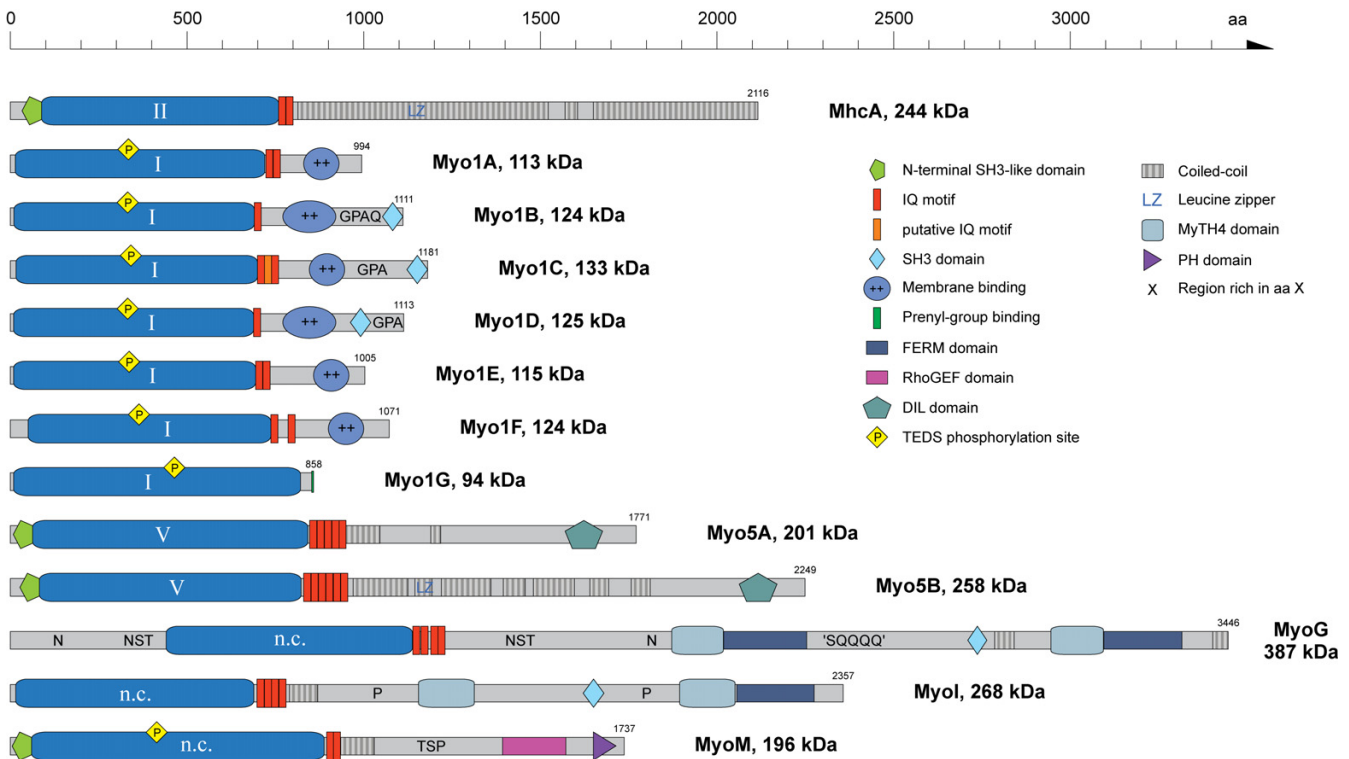 0 500 1000 1500 2000 2500 3000 aa
II LZ 2116 MhcA, 244 kDa
P I ++ 994 Myo1A, 113 kDa
P I ++ GPAQ 1111 Myo1B, 124 kDa
P I ++ GPA 1181 Myo1C, 133 kDa
P I ++ GPA 1113 Myo1D, 125 kDa
P I ++ 1005 Myo1E, 115 kDa
P I ++ 1071 Myo1F, 124 kDa
P I 858 Myo1G, 94 kDa
V 1771 Myo5A, 201 kDa
V LZ 2249 Myo5B, 258 kDa
N NST n.c. NST N 'SQQQQ' 3446 MyoG
387 kDa
n.c. P P 2357 MyoI, 268 kDa
P n.c. TSP 1737 MyoM, 196 kDa
N-terminal SH3-like domain
IQ motif
putative IQ motif
SH3 domain
++ Membrane binding
Prenyl-group binding
FERM domain
RhoGEF domain
DIL domain
P TEDS phosphorylation site
Coiled-coil
LZ Leucine zipper
MyTH4 domain
PH domain
X Region rich in aa X